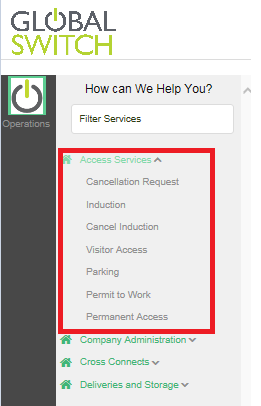 GLOBAL
SWITCH
How can We Help You?
Filter Services
Operations
Access Services
Cancellation Request
Induction
Cancel Induction
Visitor Access
Parking
Permit to Work
Permanent Access
Company Administration
Cross Connects
Deliveries and Storage